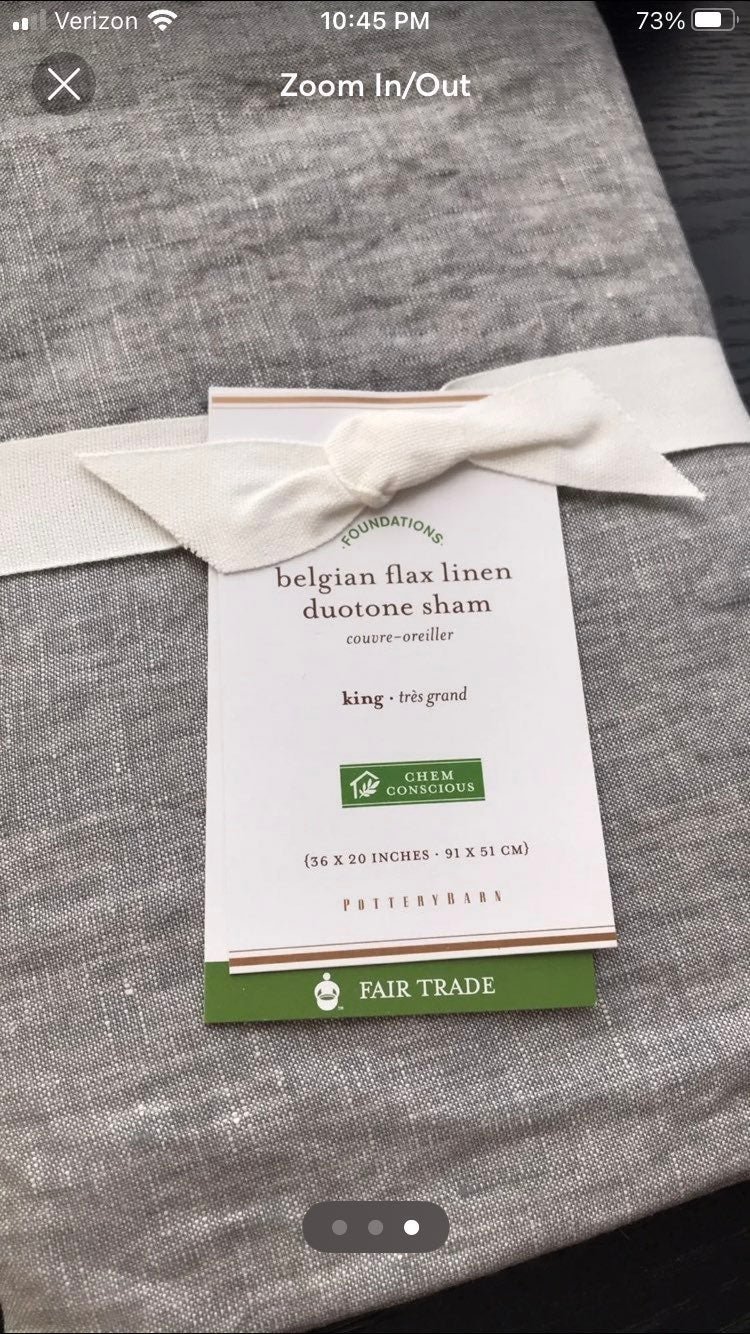 Verizon 10:45 PM 73%
Zoom In/Out
·FOUNDATIONS·
belgian flax linen
duotone sham
couvre-oreiller
king · très grand
CHEM
CONSCIOUS
{36 X 20 INCHES · 91 X 51 CM}
POTTERYBARN
FAIR TRADE